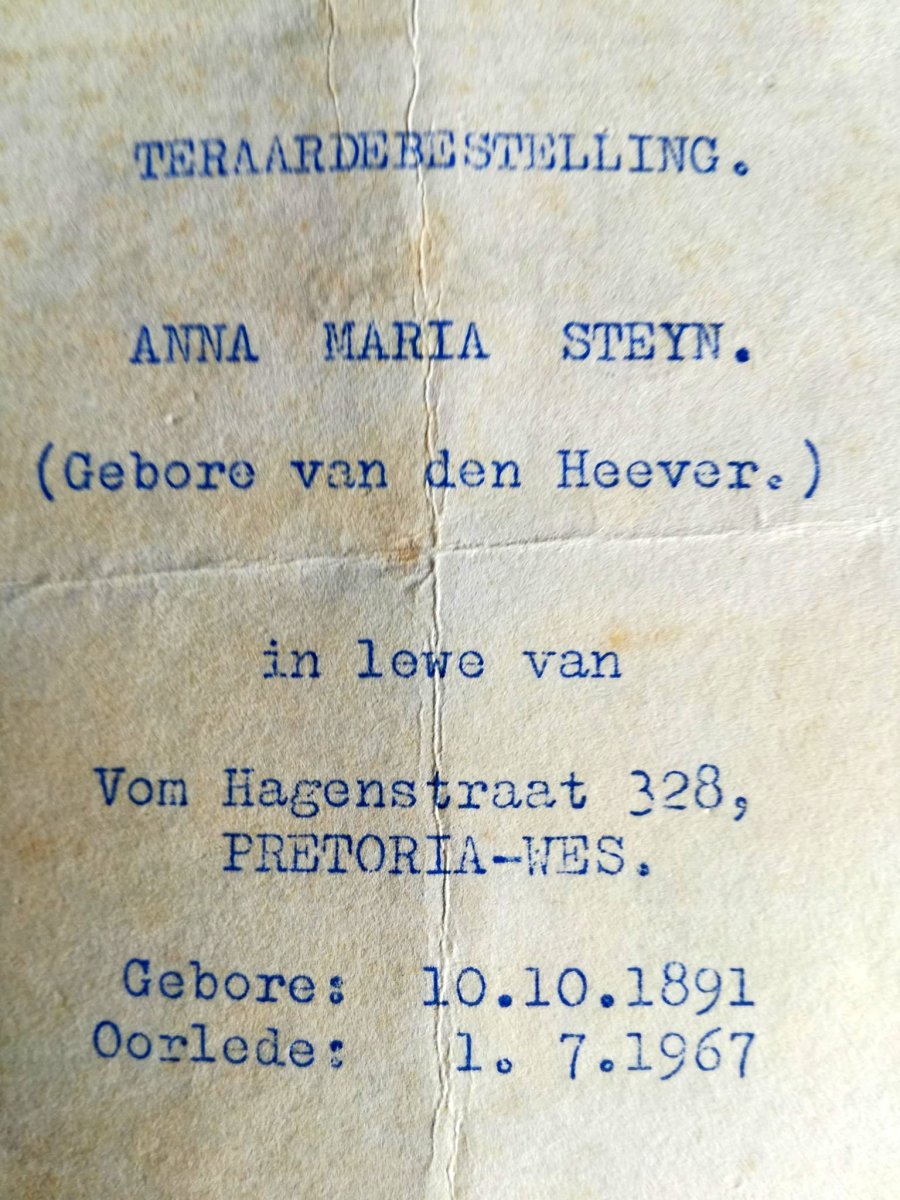 TERAARDEBESTELLING.
ANNA MARIA STEYN.
(Gebore van den Heever.)
in lewe van
Vom Hagenstraat 328,
PRETORIA-WES.
Gebore: 10.10.1891
Oorlede: 1. 7.1967